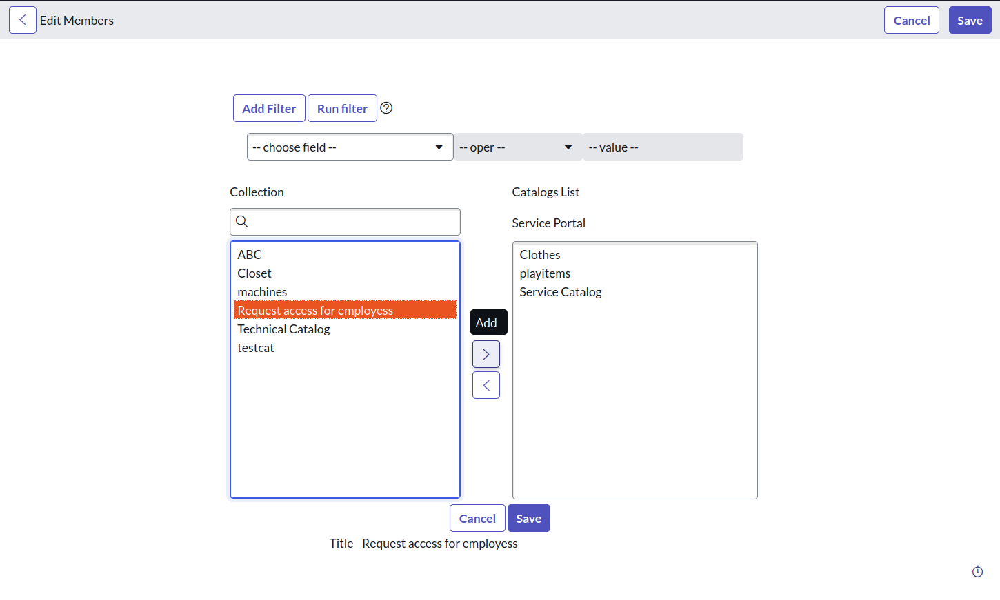 Edit Members
Cancel
Save
Add Filter
Run filter
-- choose field --
-- oper --
-- value --
Collection
Catalogs List
Service Portal
ABC
Closet
machines
Request access for employess
Technical Catalog
testcat
Add
Clothes
playitems
Service Catalog
Cancel
Save
Title Request access for employess